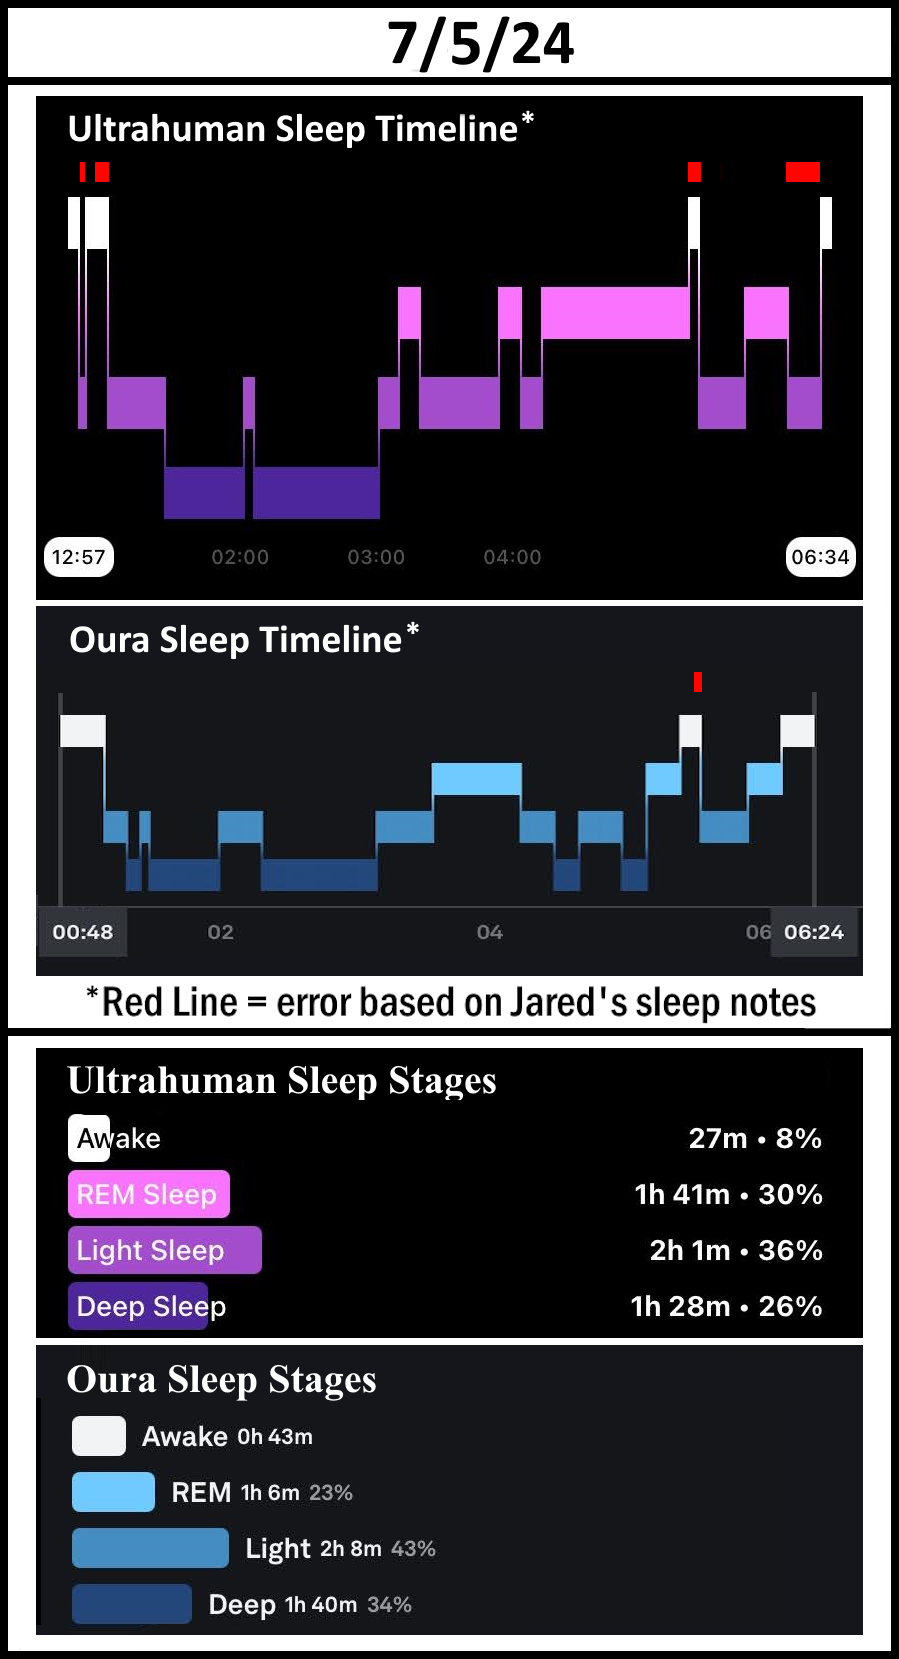 7/5/24
Ultrahuman Sleep Timeline*
12:57 02:00 03:00 04:00 06:34
Oura Sleep Timeline*
00:48 02 04 06 06:24
*Red Line = error based on Jared's sleep notes
Ultrahuman Sleep Stages
Awake 27m • 8%
REM Sleep 1h 41m • 30%
Light Sleep 2h 1m • 36%
Deep Sleep 1h 28m • 26%
Oura Sleep Stages
Awake 0h 43m
REM 1h 6m 23%
Light 2h 8m 43%
Deep 1h 40m 34%